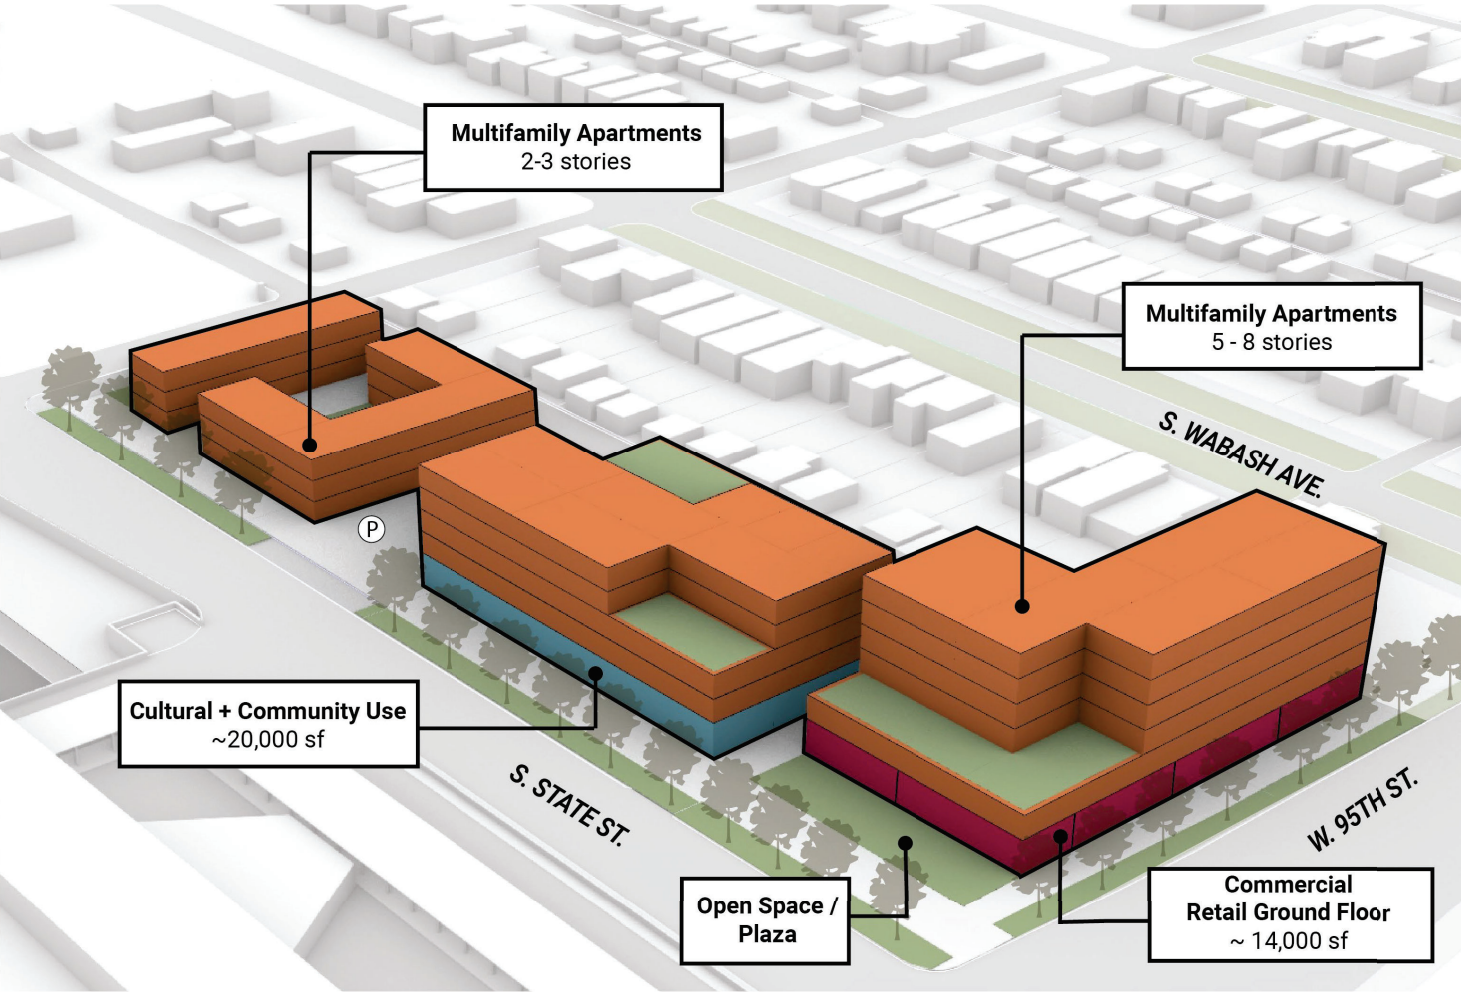 Multifamily Apartments
2-3 stories
Multifamily Apartments
5 - 8 stories
S. WABASH AVE.
P
Cultural + Community Use
~20,000 sf
S. STATE ST.
W. 95TH ST.
Open Space /
Plaza
Commercial
Retail Ground Floor
~ 14,000 sf